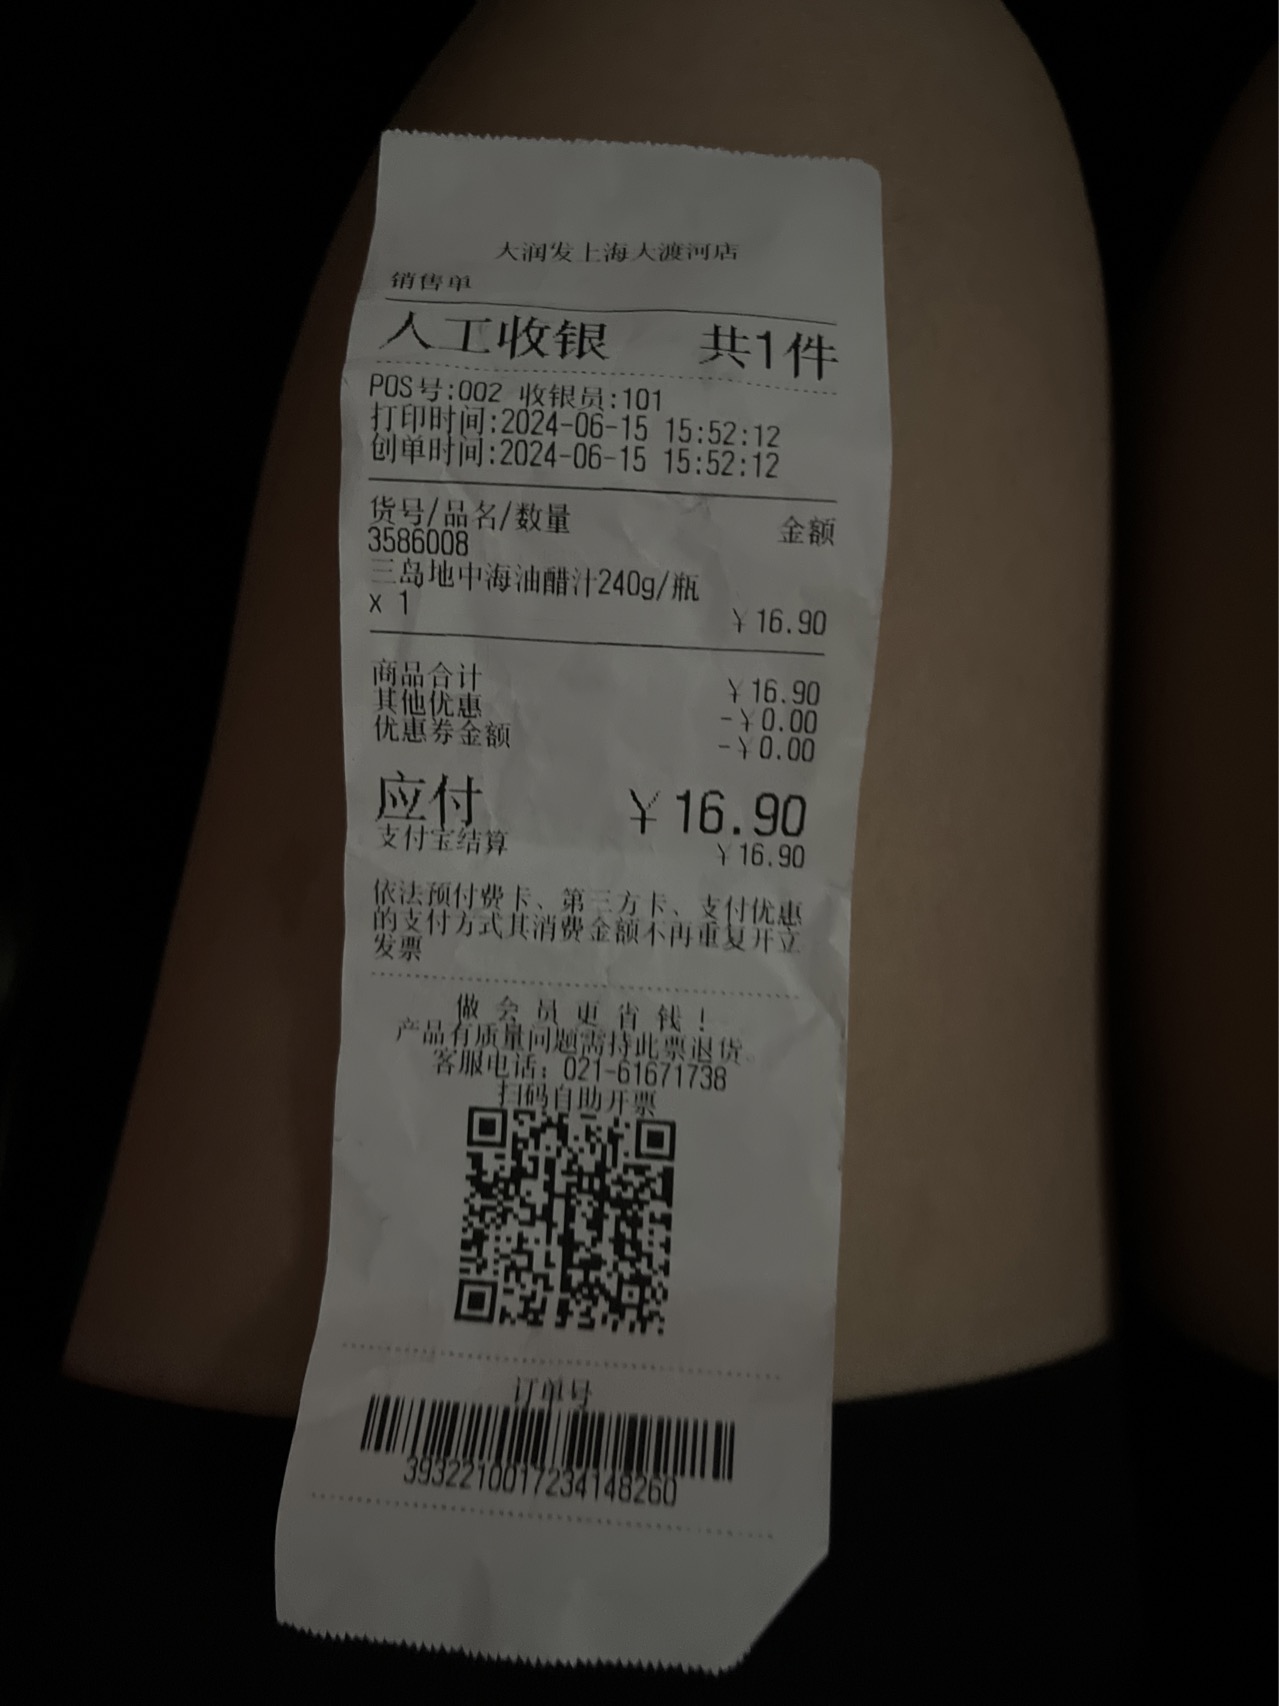 大润发上海大渡河店
销售单
人工收银 共1件
POS号:002 收银员:101
打印时间:2024-06-15 15:52:12
创单时间:2024-06-15 15:52:12
货号/品名/数量 金额
3586008
三岛地中海油醋汁240g/瓶
x 1 ¥16.90
商品合计 ¥16.90
其他优惠 -¥0.00
优惠券金额 -¥0.00
应付 ¥16.90
支付宝结算 ¥16.90
依法预付费卡、第三方卡、支付优惠
的支付方式其消费金额不再重复开立
发票
做会员更省钱！
产品有质量问题需持此票退货。
客服电话：021-61671738
扫码自助开票
订单号
3932210017234148260